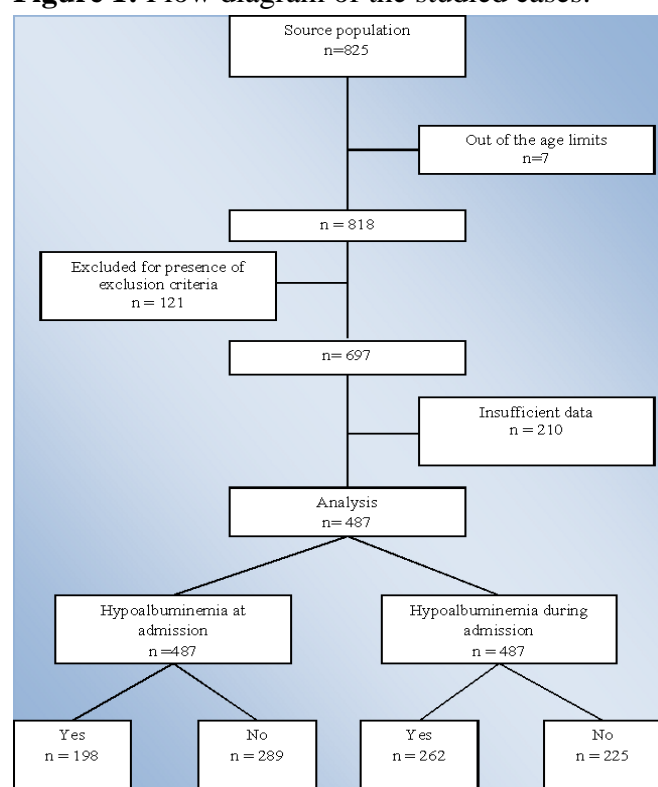 Figure 1. Flow diagram of the studied cases.
Source population
n=825
Out of the age limits
n=7
n = 818
Excluded for presence of
exclusion criteria
n = 121
n= 697
Insufficient data
n = 210
Analysis
n= 487
Hypoalbuminemia at
admission
n =487
Hypoalbuminemia during
admission
n = 487
Yes
n = 198
No
n = 289
Yes
n = 262
No
n = 225